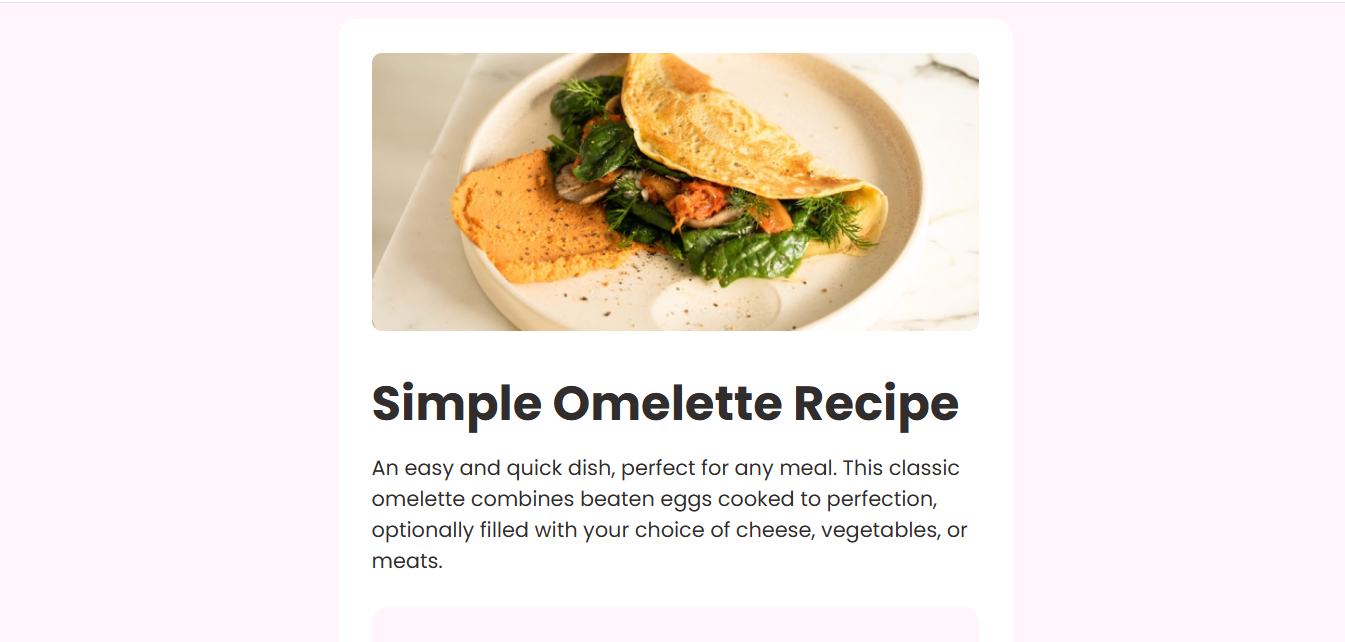 Simple Omelette Recipe
An easy and quick dish, perfect for any meal. This classic
omelette combines beaten eggs cooked to perfection,
optionally filled with your choice of cheese, vegetables, or
meats.